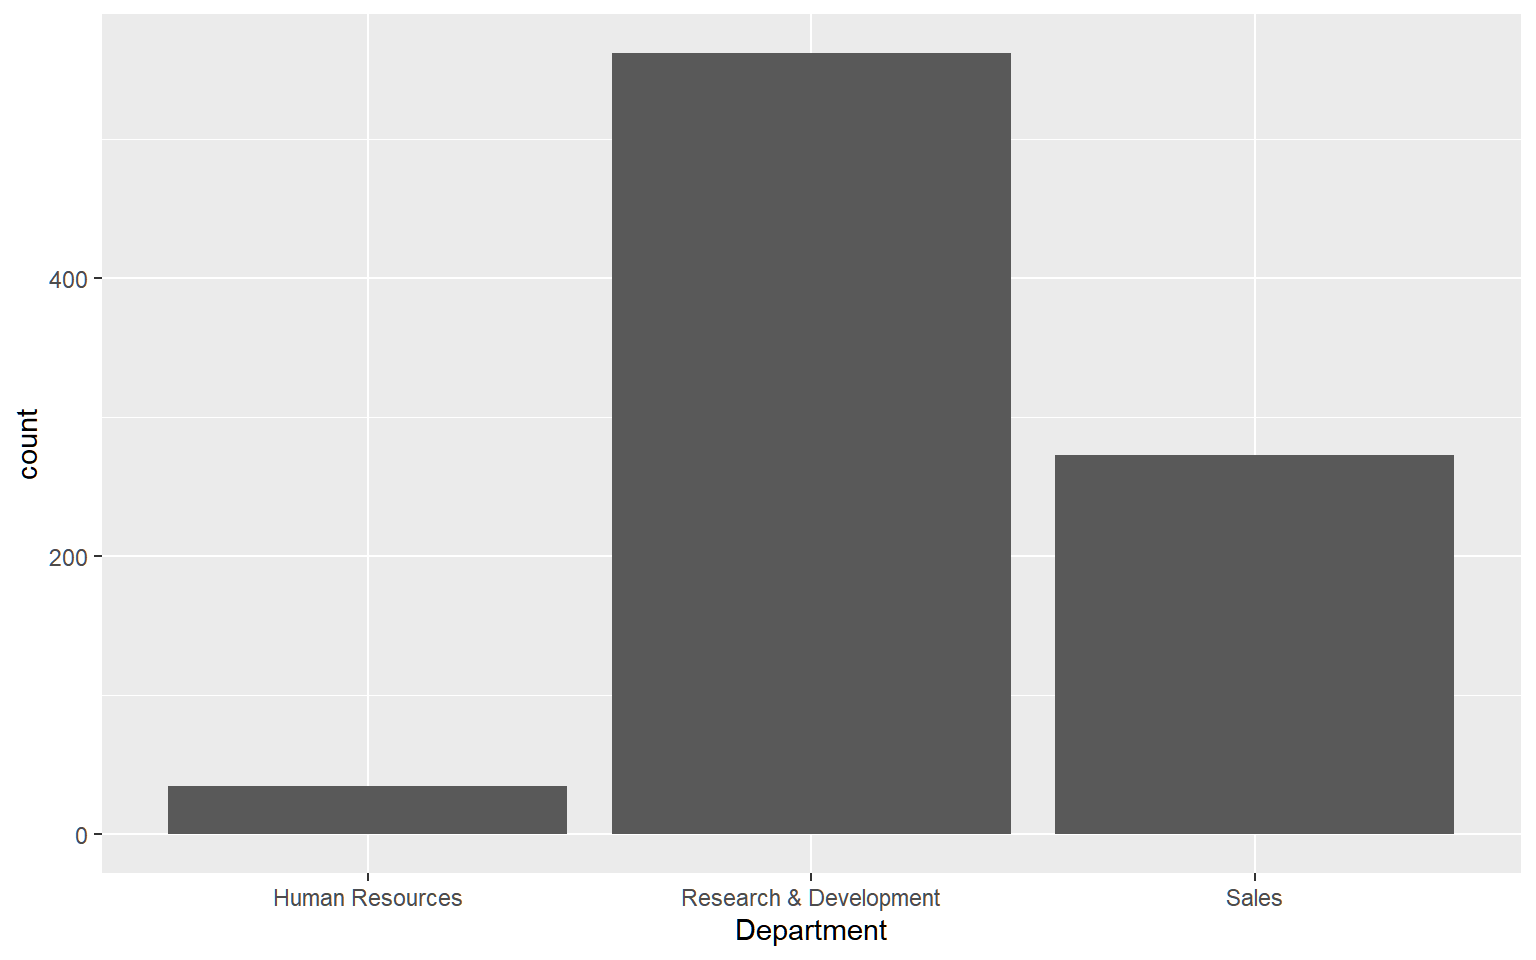 count
400
200
0
Human Resources
Research & Development
Sales
Department